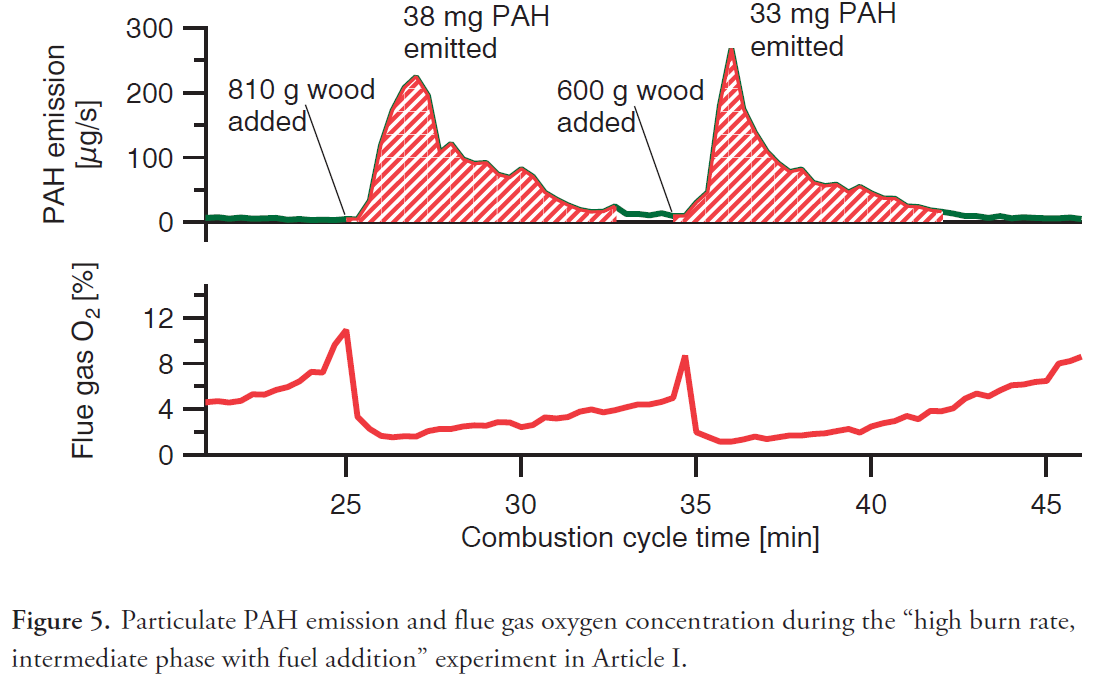 38 mg PAH
emitted
33 mg PAH
emitted
810 g wood
added
600 g wood
added
PAH emission
[µg/s]
300
200
100
0
Flue gas O₂ [%]
12
8
4
0
25 30 35 40 45
Combustion cycle time [min]
Figure 5. Particulate PAH emission and flue gas oxygen concentration during the “high burn rate,
intermediate phase with fuel addition” experiment in Article I.